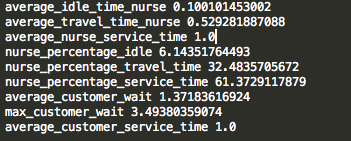 average_idle_time_nurse 0.100101453002
average_travel_time_nurse 0.529281887088
average_nurse_service_time 1.0
nurse_percentage_idle 6.14351764493
nurse_percentage_travel_time 32.4835705672
nurse_percentage_service_time 61.3729117879
average_customer_wait 1.37183616924
max_customer_wait 3.49380359074
average_customer_service_time 1.0